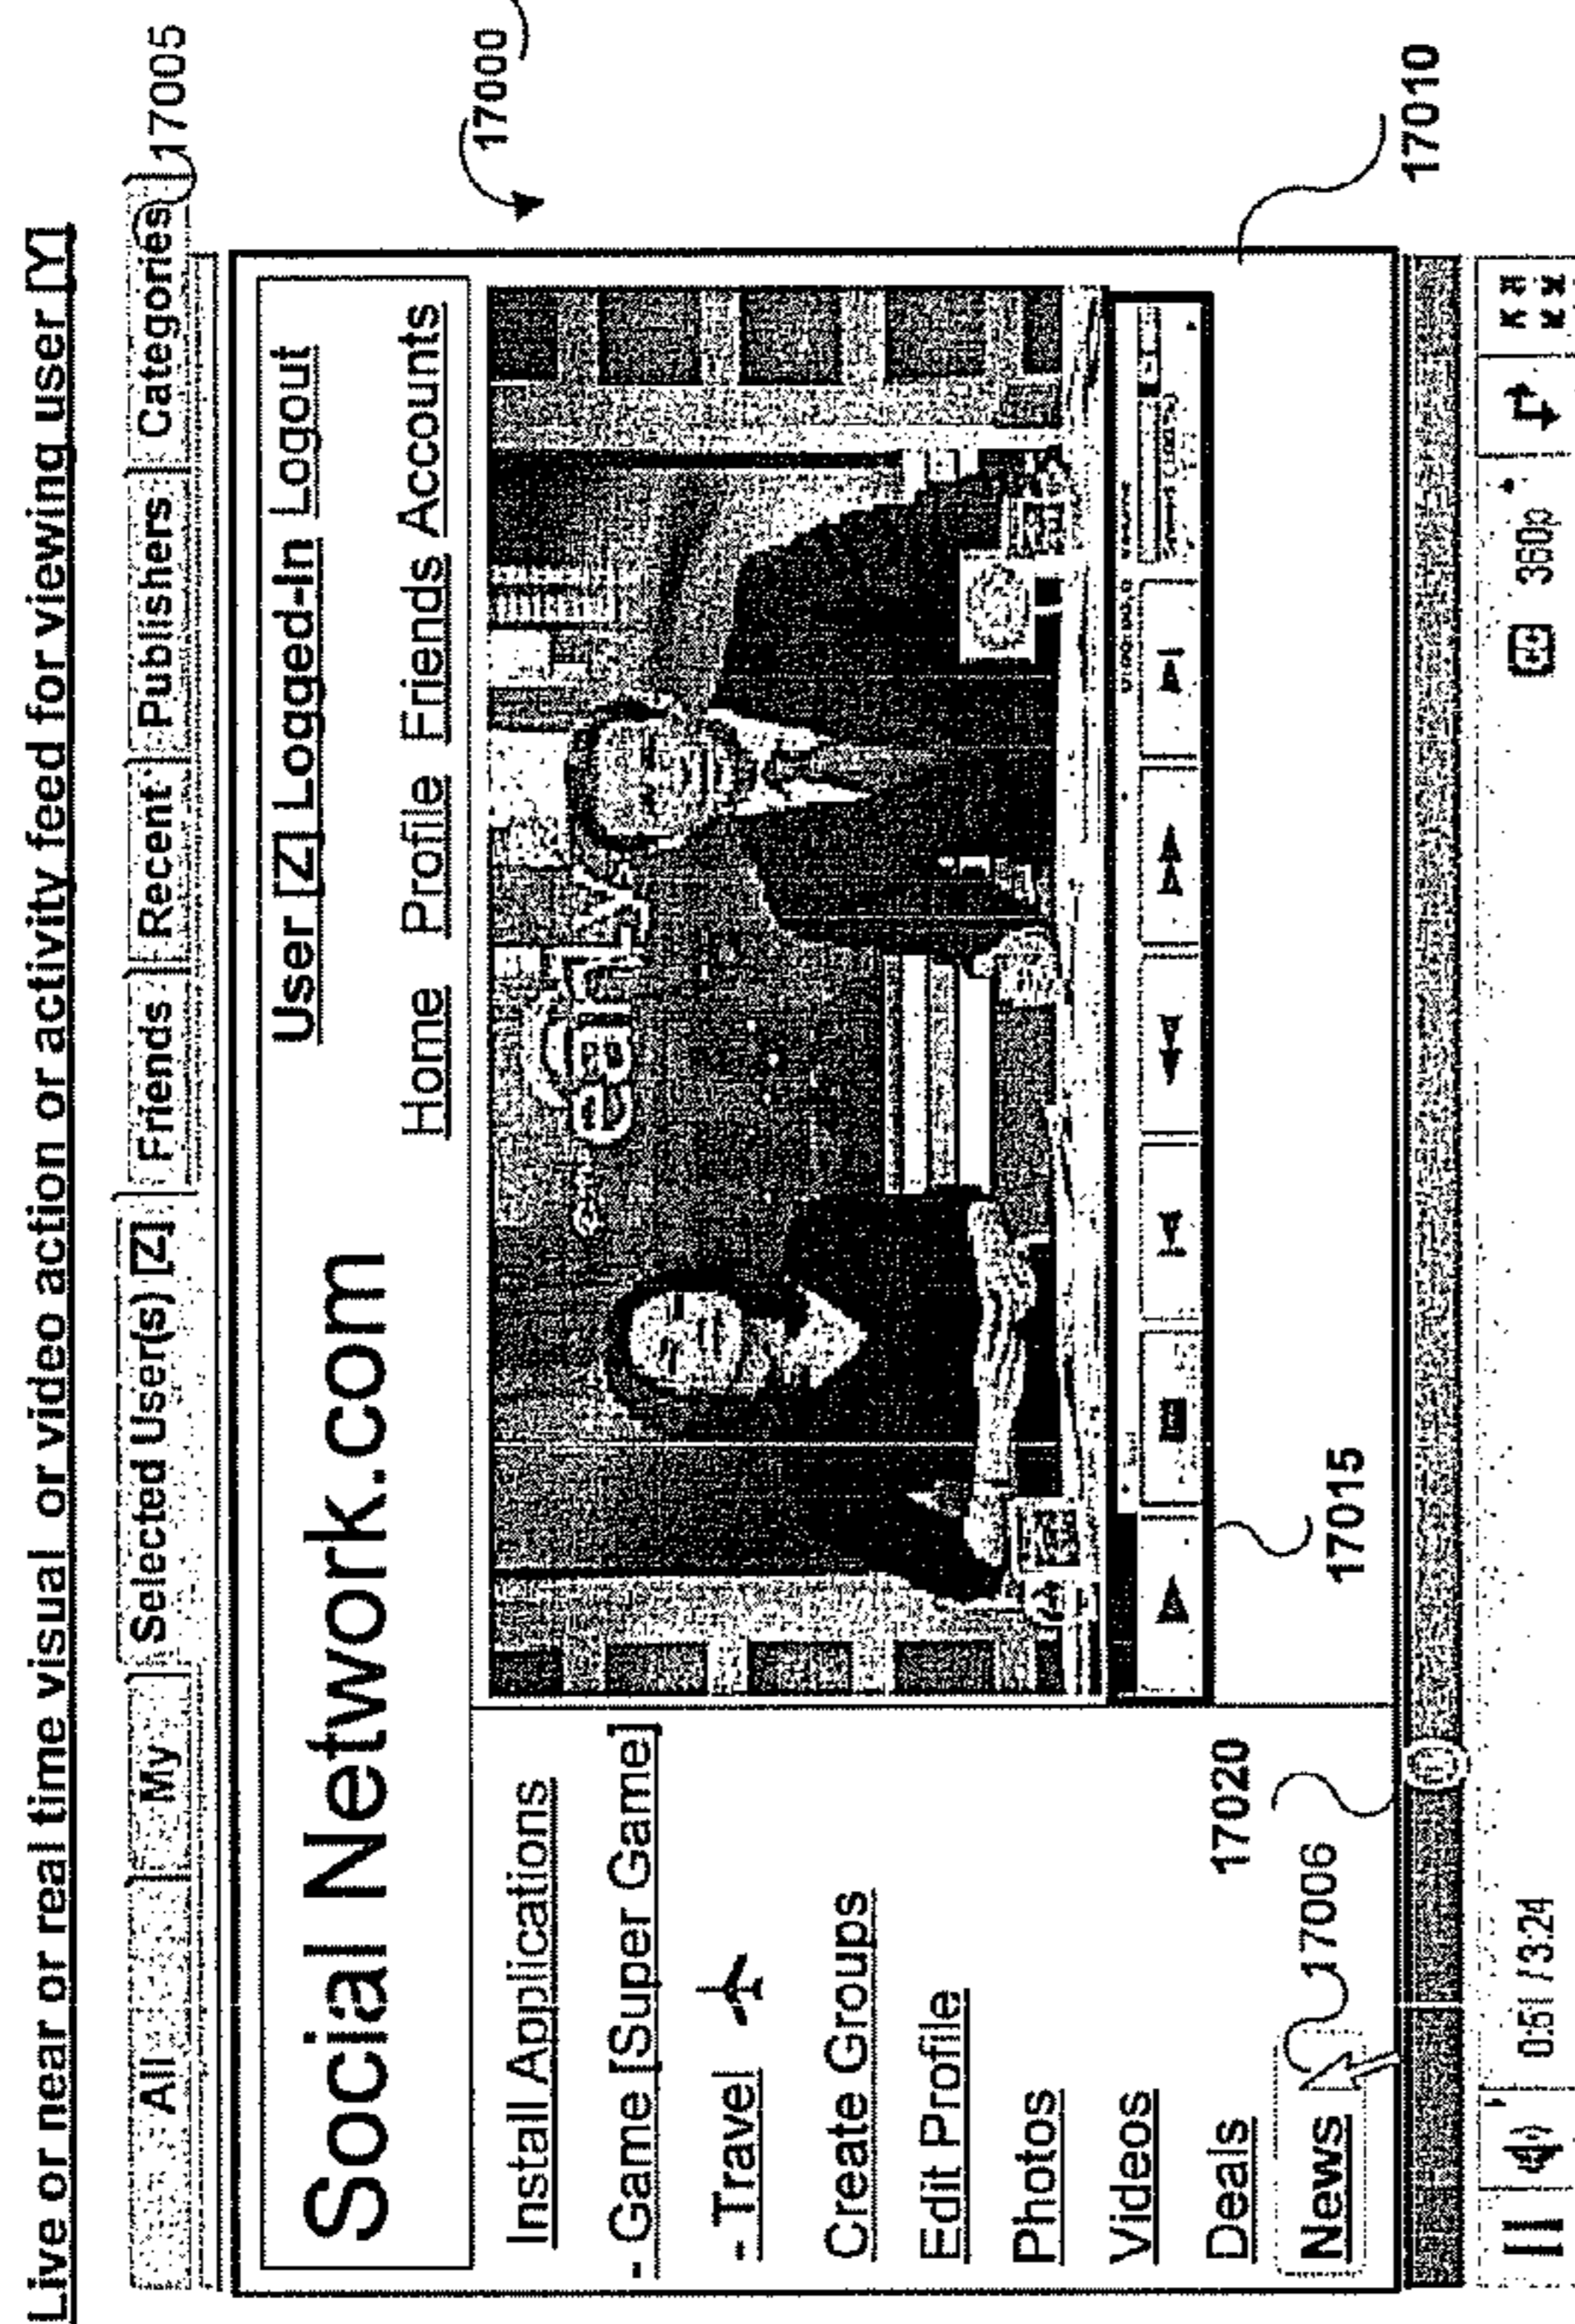 Live or near or real time visual or video action or activity feed for viewing user [Y]
All My Selected User(s) [Z] Friends Recent Publishers Categories 17005
17000
Social Network.com
User [Z] Logged-In Logout
Home Profile Friends Accounts
Install Applications
- Game [Super Game]
- Travel
Create Groups
Edit Profile
Photos
Videos
Deals
News
early
17020
17006
17015
17010
0:51 / 3:24
360p